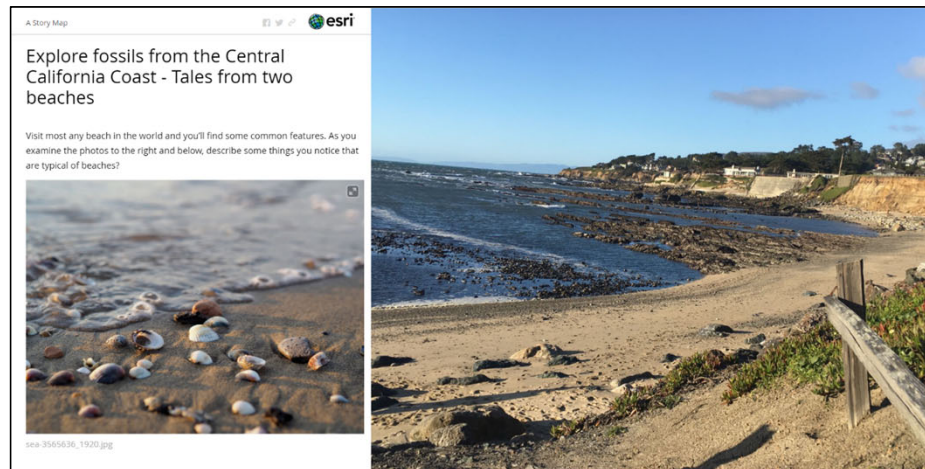 A Story Map
esri
Explore fossils from the Central
California Coast - Tales from two
beaches
Visit most any beach in the world and you'll find some common features. As you
examine the photos to the right and below, describe some things you notice that
are typical of beaches?
sea-3565636_1920.jpg